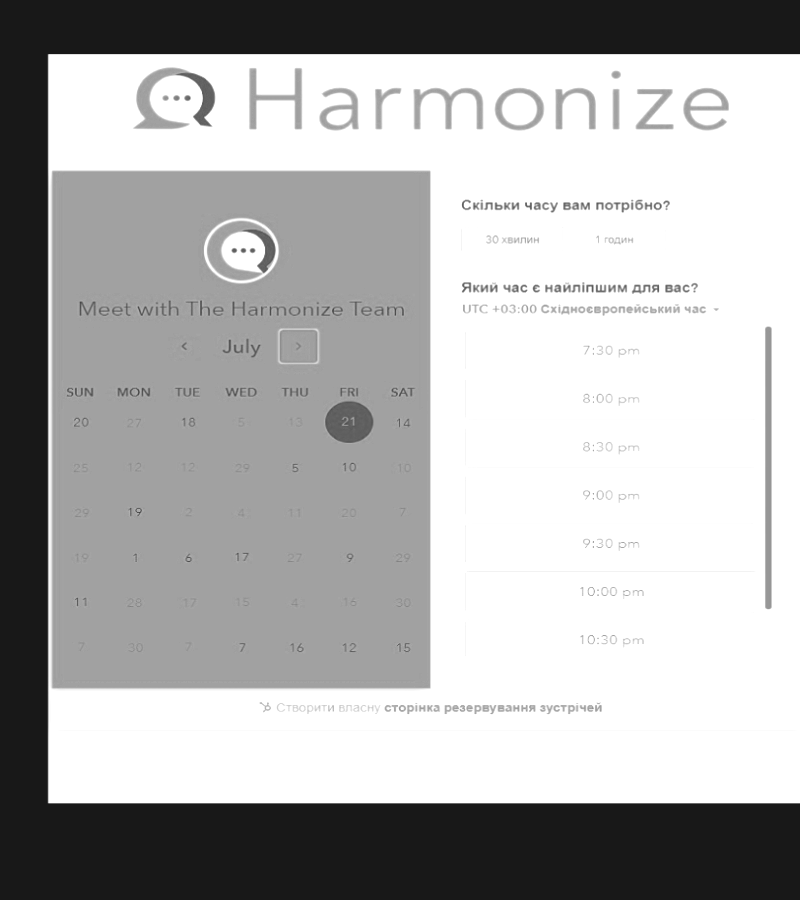 Harmonize
Meet with The Harmonize Team
July
SUN MON TUE WED THU FRI SAT
20 27 18 5 13 21 14
25 12 12 29 5 10 10
29 19 2 4 11 20 7
19 1 6 17 27 9 29
11 28 17 15 4 16 30
7 30 7 7 16 12 15
Скільки часу вам потрібно?
30 хвилин 1 годин
Який час є найліпшим для вас?
UTC +03:00 Східноєвропейський час
7:30 pm
8:00 pm
8:30 pm
9:00 pm
9:30 pm
10:00 pm
10:30 pm
Створити власну сторінка резервування зустрічей